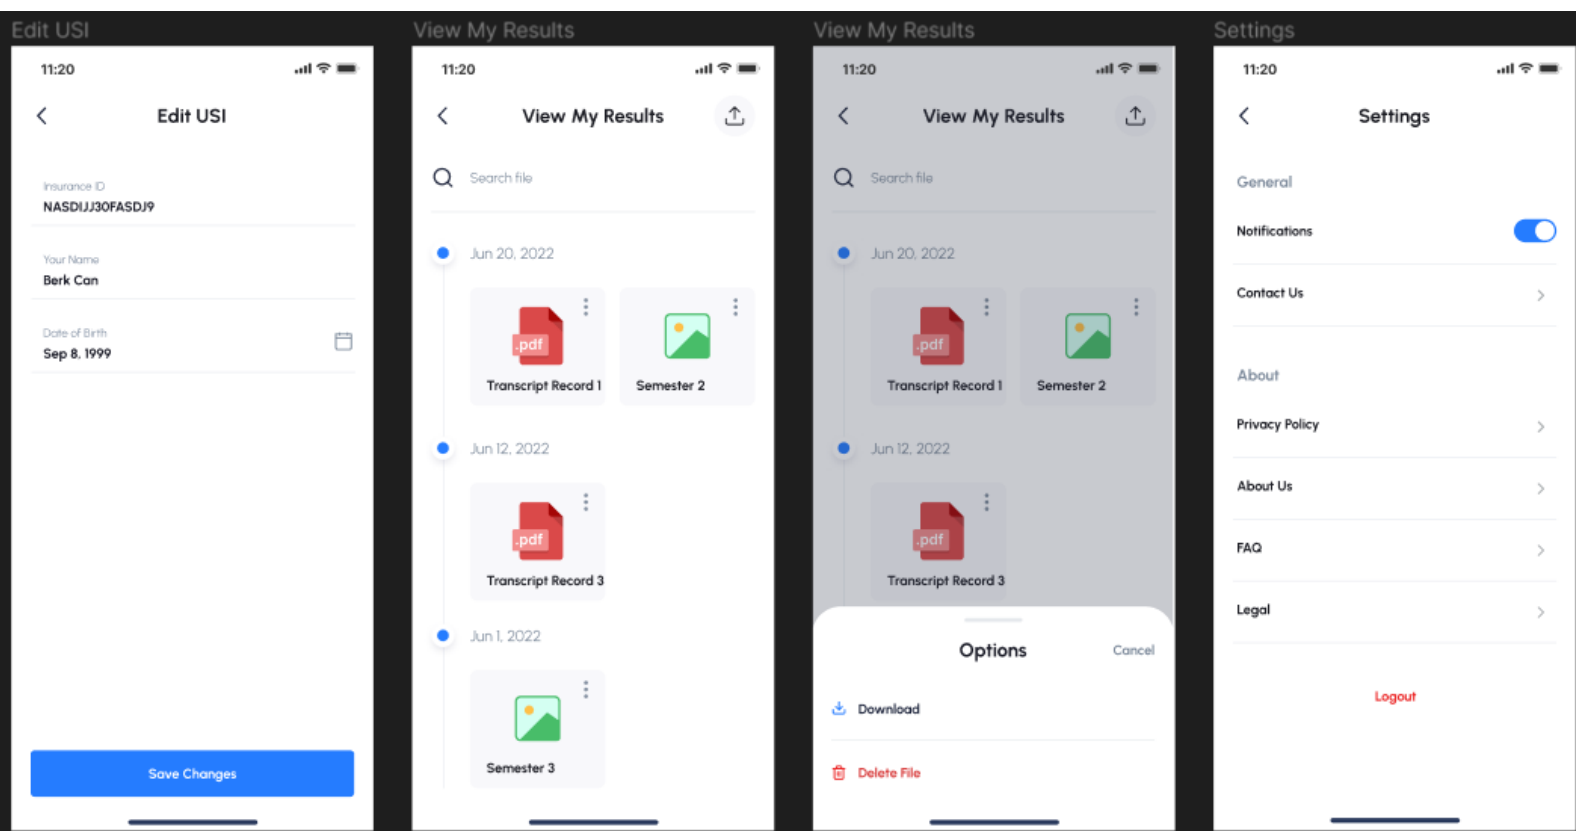 Edit USI
11:20
Edit USI
Insurance ID
NASDIJJ30FASDJ9
Your Name
Berk Can
Date of Birth
Sep 8, 1999
Save Changes
View My Results
11:20
View My Results
Search file
Jun 20, 2022
.pdf
Transcript Record 1
Semester 2
Jun 12, 2022
.pdf
Transcript Record 3
Jun 1, 2022
Semester 3
View My Results
11:20
View My Results
Search file
Jun 20, 2022
.pdf
Transcript Record 1
Semester 2
Jun 12, 2022
.pdf
Transcript Record 3
Options
Cancel
Download
Delete File
Settings
11:20
Settings
General
Notifications
Contact Us
About
Privacy Policy
About Us
FAQ
Legal
Logout